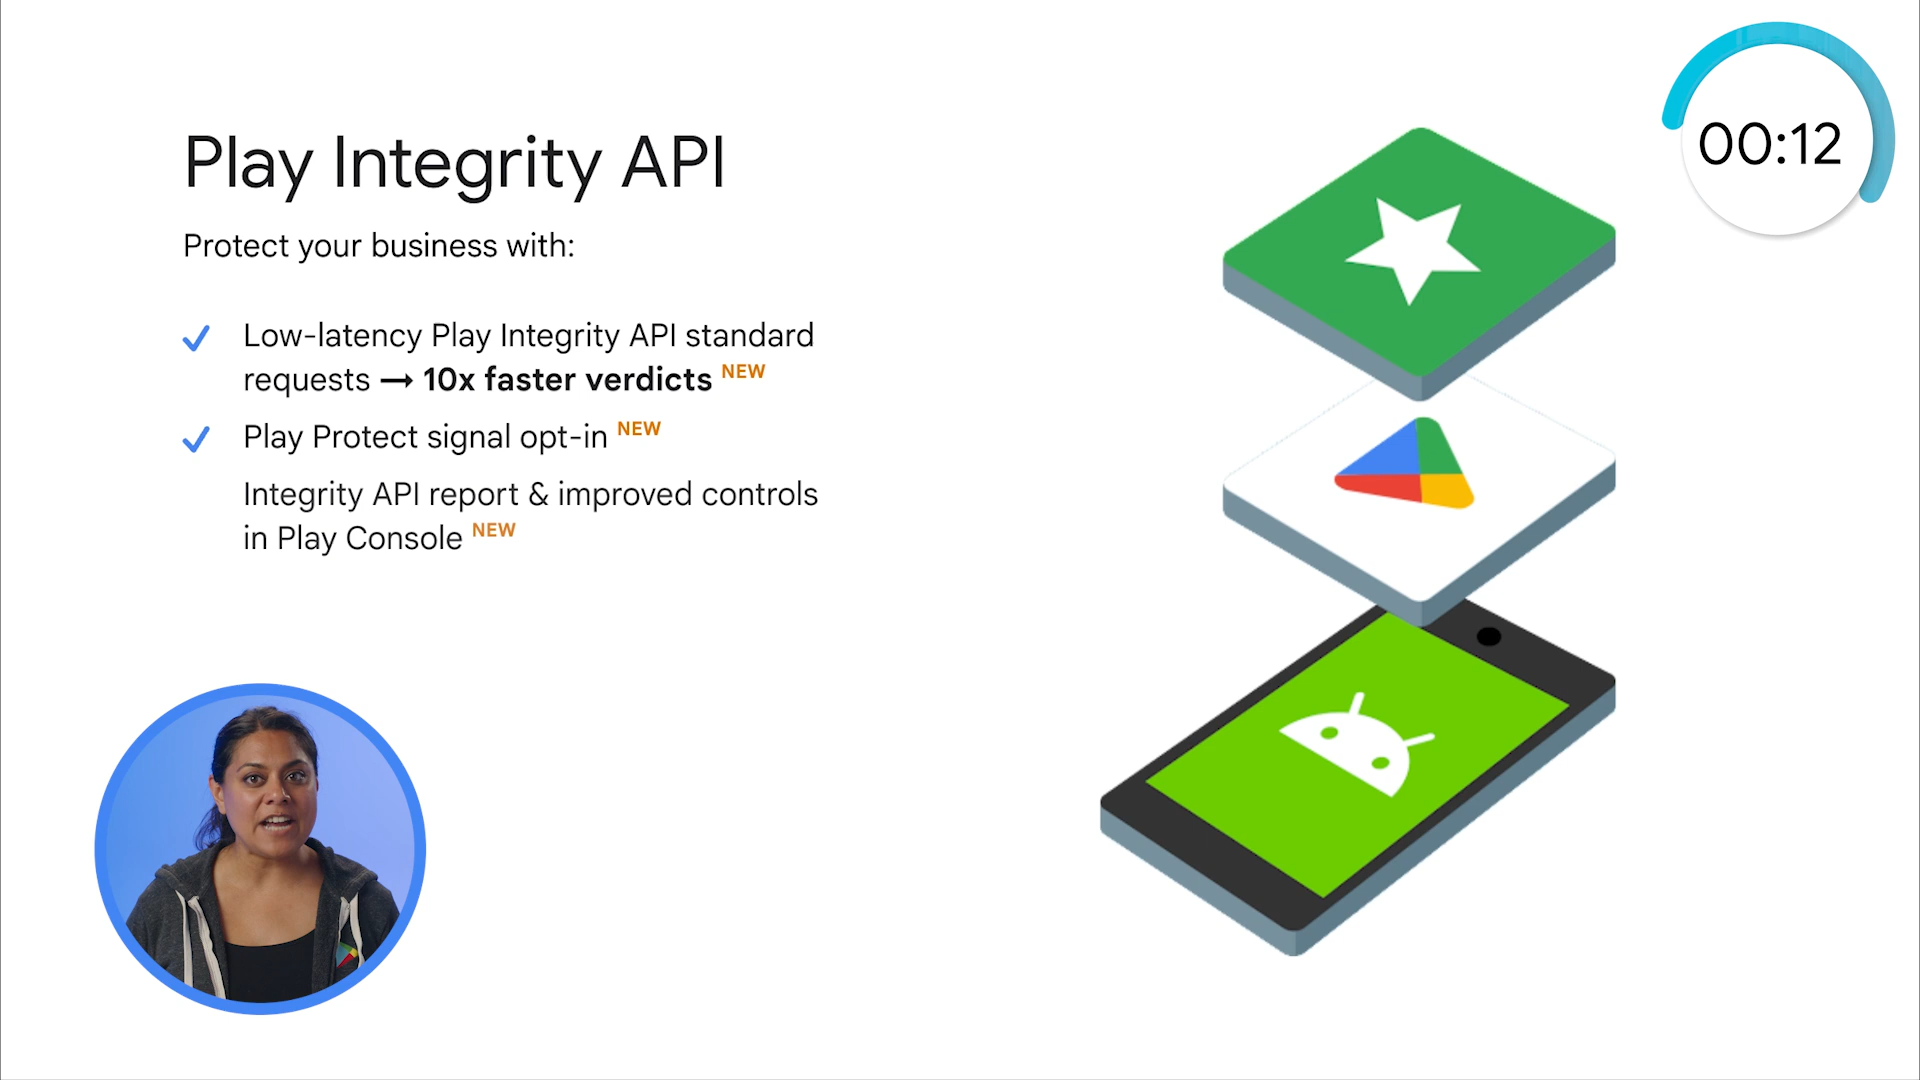 00:12
Play Integrity API
Protect your business with:
Low-latency Play Integrity API standard
requests → 10x faster verdicts NEW
Play Protect signal opt-in NEW
Integrity API report & improved controls
in Play Console NEW